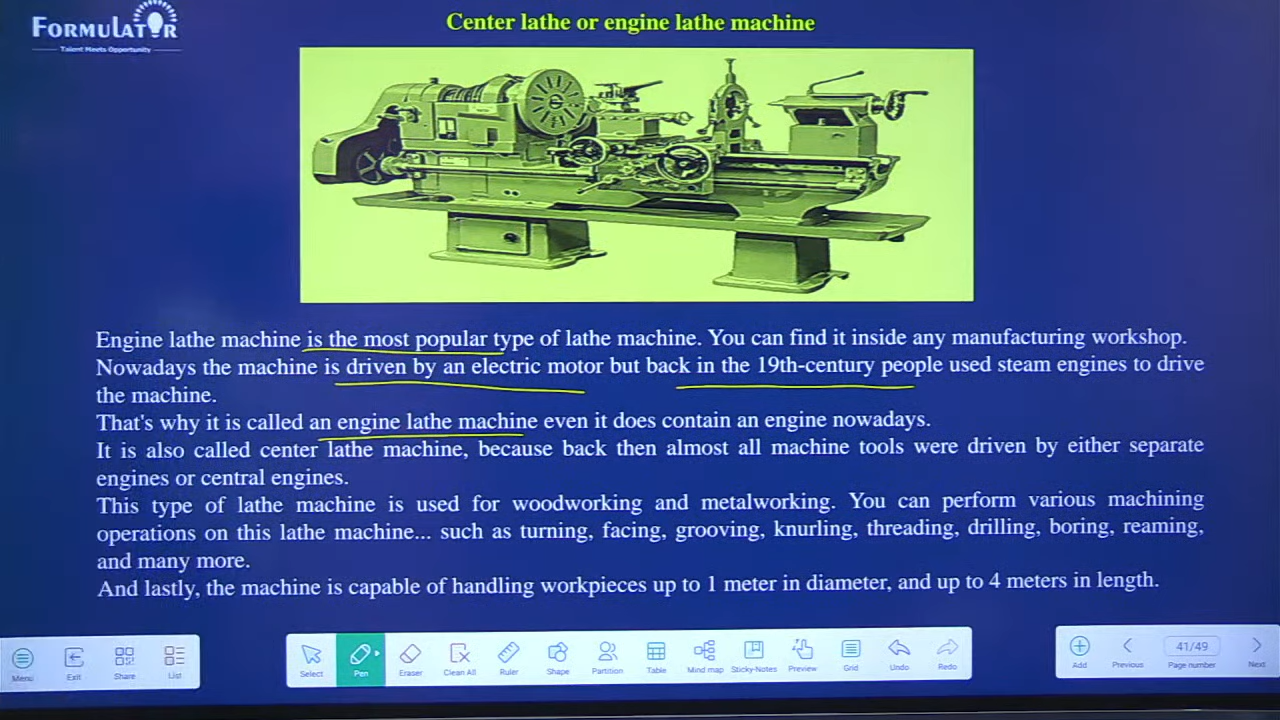 FORMULATOR
Talent Meets Opportunity
Center lathe or engine lathe machine
Engine lathe machine is the most popular type of lathe machine. You can find it inside any manufacturing workshop.
Nowadays the machine is driven by an electric motor but back in the 19th-century people used steam engines to drive
the machine.
That's why it is called an engine lathe machine even it does contain an engine nowadays.
It is also called center lathe machine, because back then almost all machine tools were driven by either separate
engines or central engines.
This type of lathe machine is used for woodworking and metalworking. You can perform various machining
operations on this lathe machine... such as turning, facing, grooving, knurling, threading, drilling, boring, reaming,
and many more.
And lastly, the machine is capable of handling workpieces up to 1 meter in diameter, and up to 4 meters in length.
Menu Exit Share List Select Pen Eraser Clean All Ruler Shape Partition Table Mind map Sticky-Notes Preview Grid Undo Redo Add Previous 41/49 Page number Next